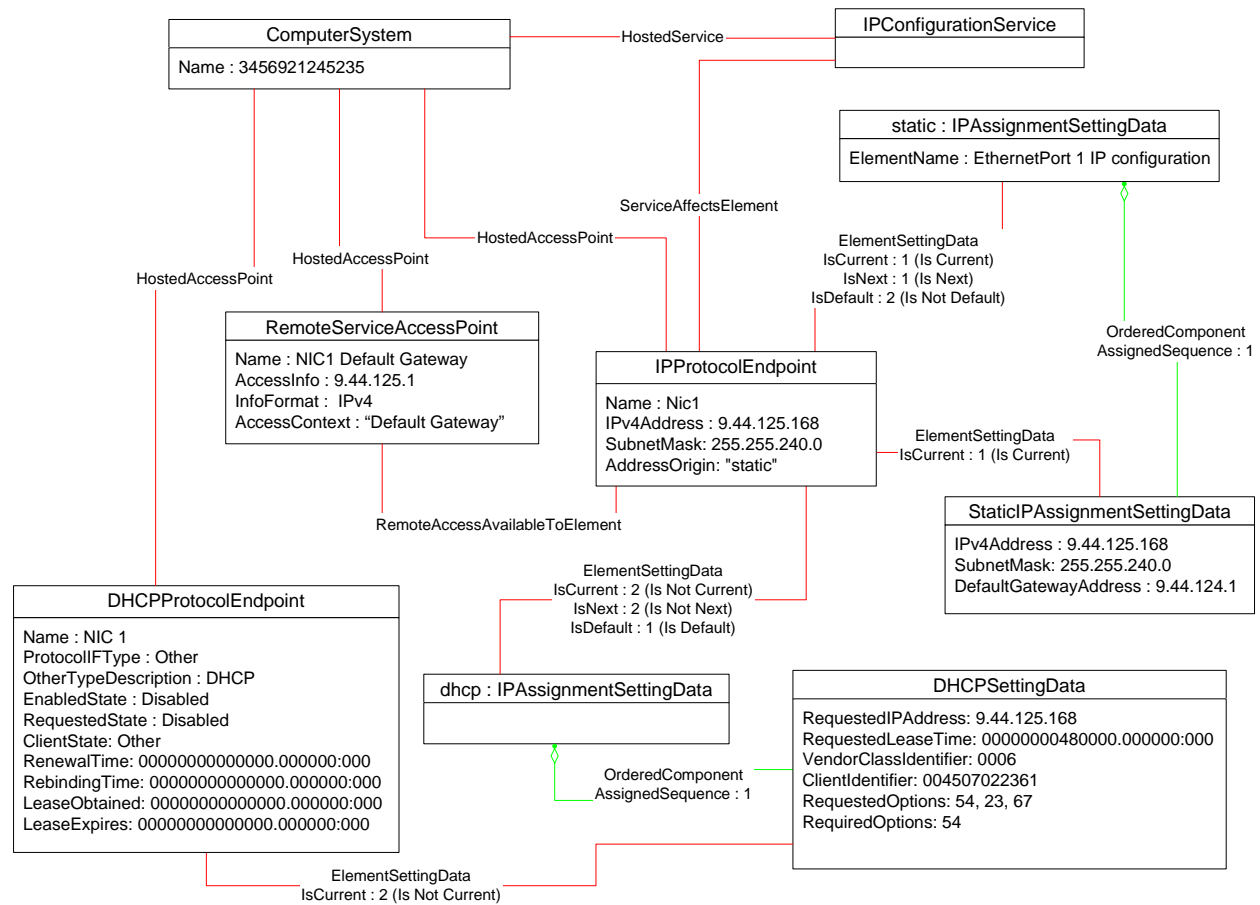 ComputerSystem
Name : 3456921245235
HostedService
IPConfigurationService
static : IPAssignmentSettingData
ElementName : EthernetPort 1 IP configuration
ServiceAffectsElement
HostedAccessPoint
HostedAccessPoint
HostedAccessPoint
ElementSettingData
IsCurrent : 1 (Is Current)
IsNext : 1 (Is Next)
IsDefault : 2 (Is Not Default)
OrderedComponent
AssignedSequence : 1
RemoteServiceAccessPoint
Name : NIC1 Default Gateway
AccessInfo : 9.44.125.1
InfoFormat :  IPv4
AccessContext : “Default Gateway”
IPProtocolEndpoint
Name : Nic1
IPv4Address : 9.44.125.168
SubnetMask: 255.255.240.0
AddressOrigin: "static"
ElementSettingData
IsCurrent : 1 (Is Current)
RemoteAccessAvailableToElement
StaticIPAssignmentSettingData
IPv4Address : 9.44.125.168
SubnetMask: 255.255.240.0
DefaultGatewayAddress : 9.44.124.1
ElementSettingData
IsCurrent : 2 (Is Not Current)
IsNext : 2 (Is Not Next)
IsDefault : 1 (Is Default)
DHCPProtocolEndpoint
Name : NIC 1
ProtocolIFType : Other
OtherTypeDescription : DHCP
EnabledState : Disabled
RequestedState : Disabled
ClientState: Other
RenewalTime: 00000000000000.000000:000
RebindingTime: 00000000000000.000000:000
LeaseObtained: 00000000000000.000000:000
LeaseExpires: 00000000000000.000000:000
dhcp : IPAssignmentSettingData
OrderedComponent
AssignedSequence : 1
DHCPSettingData
RequestedIPAddress: 9.44.125.168
RequestedLeaseTime: 00000000480000.000000:000
VendorClassIdentifier: 0006
ClientIdentifier: 004507022361
RequestedOptions: 54, 23, 67
RequiredOptions: 54
ElementSettingData
IsCurrent : 2 (Is Not Current)